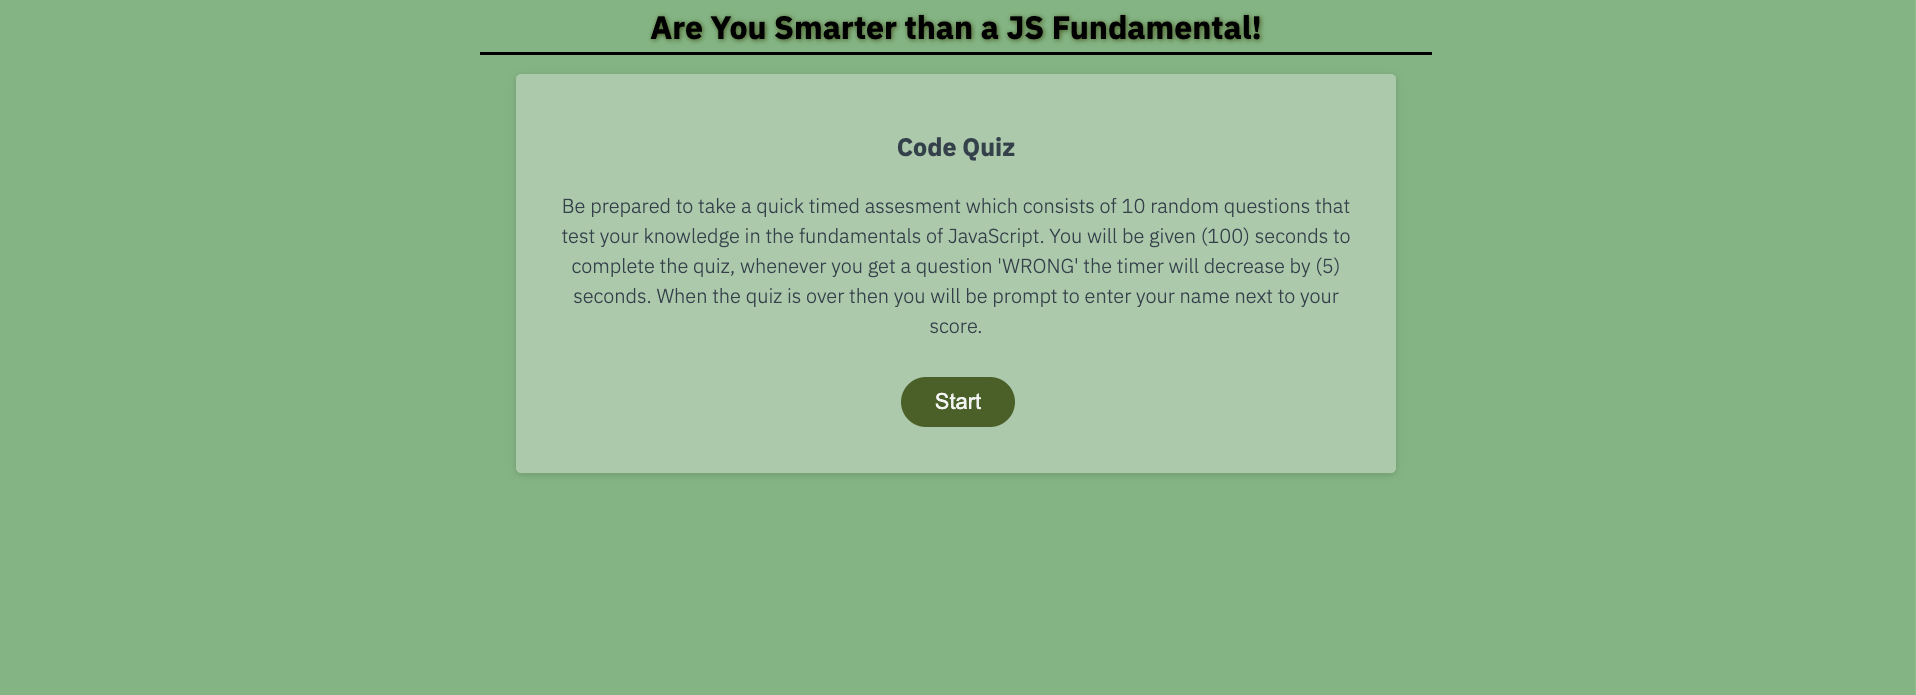 Are You Smarter than a JS Fundamental!
Code Quiz
Be prepared to take a quick timed assesment which consists of 10 random questions that
test your knowledge in the fundamentals of JavaScript. You will be given (100) seconds to
complete the quiz, whenever you get a question 'WRONG' the timer will decrease by (5)
seconds. When the quiz is over then you will be prompt to enter your name next to your
score.
Start